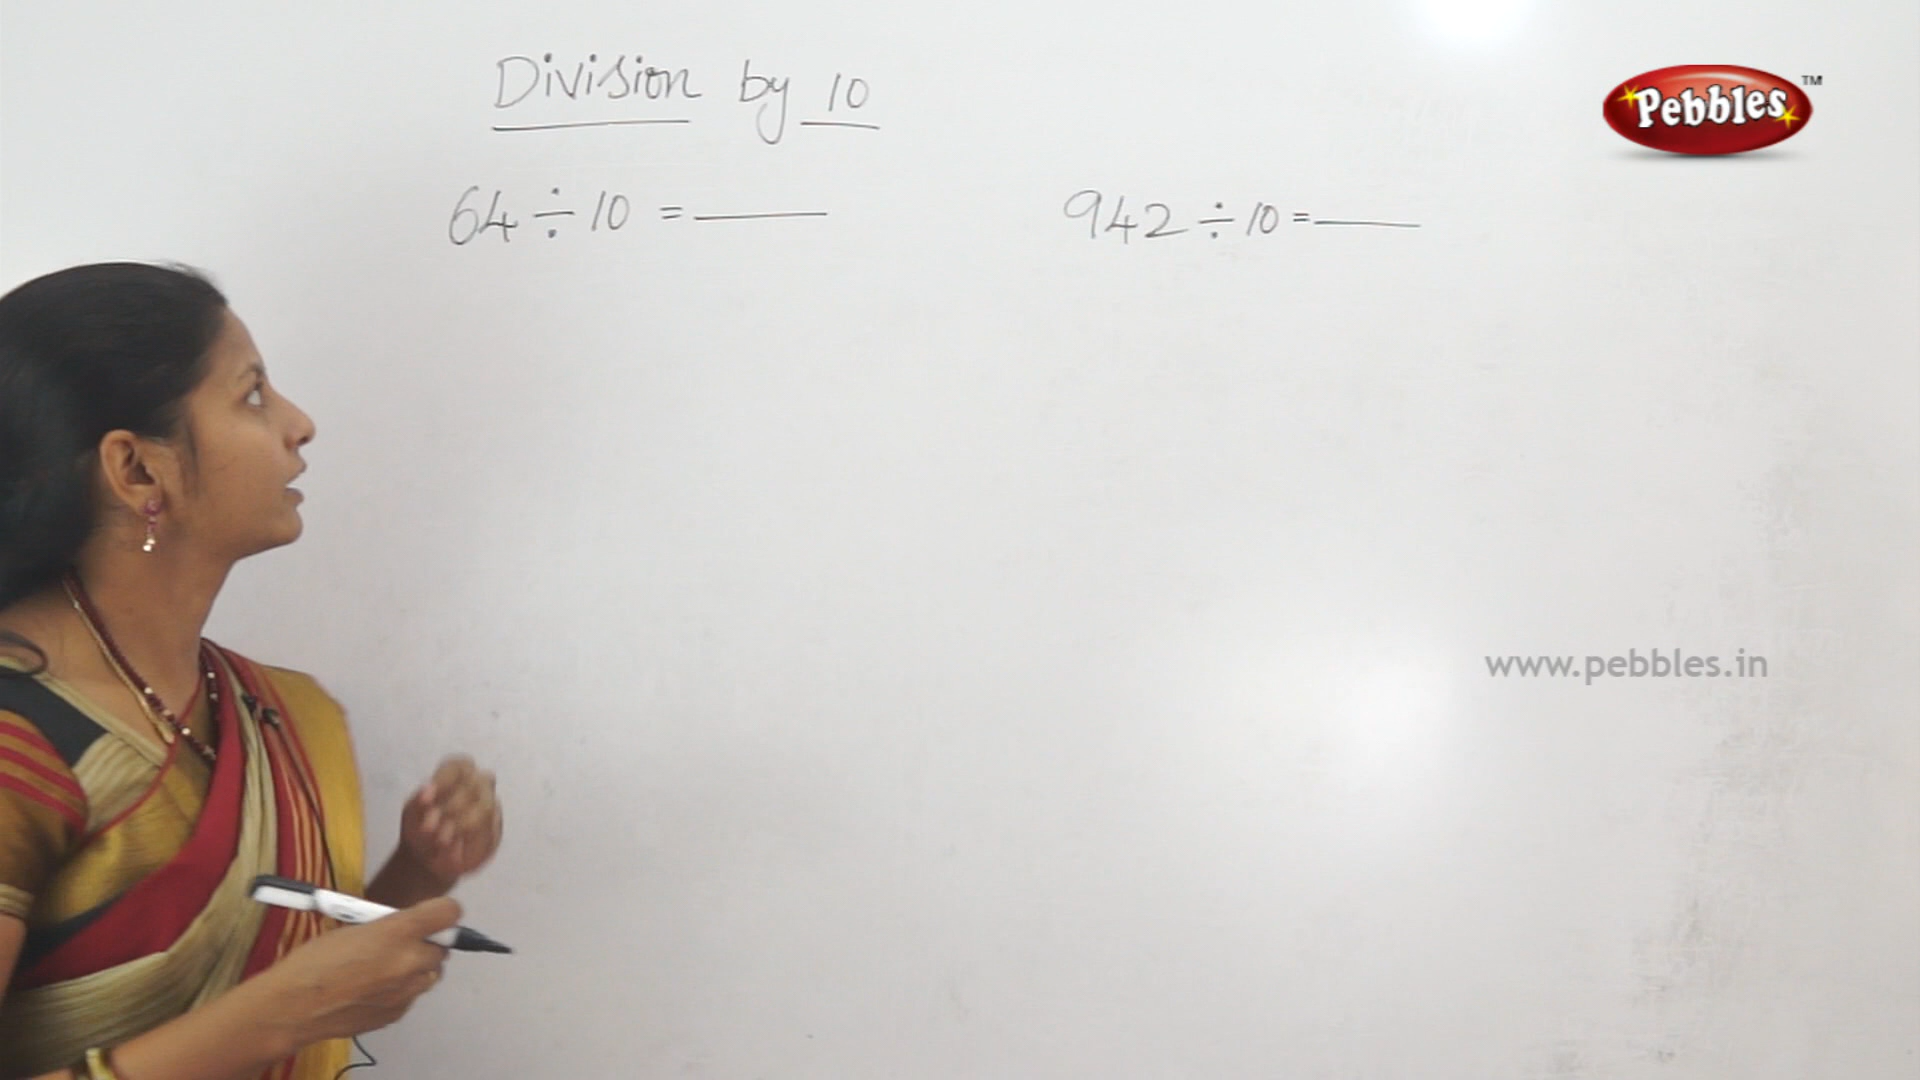 Division by 10
64 ÷ 10 = ______
942 ÷ 10 = ______
Pebbles™
www.pebbles.in